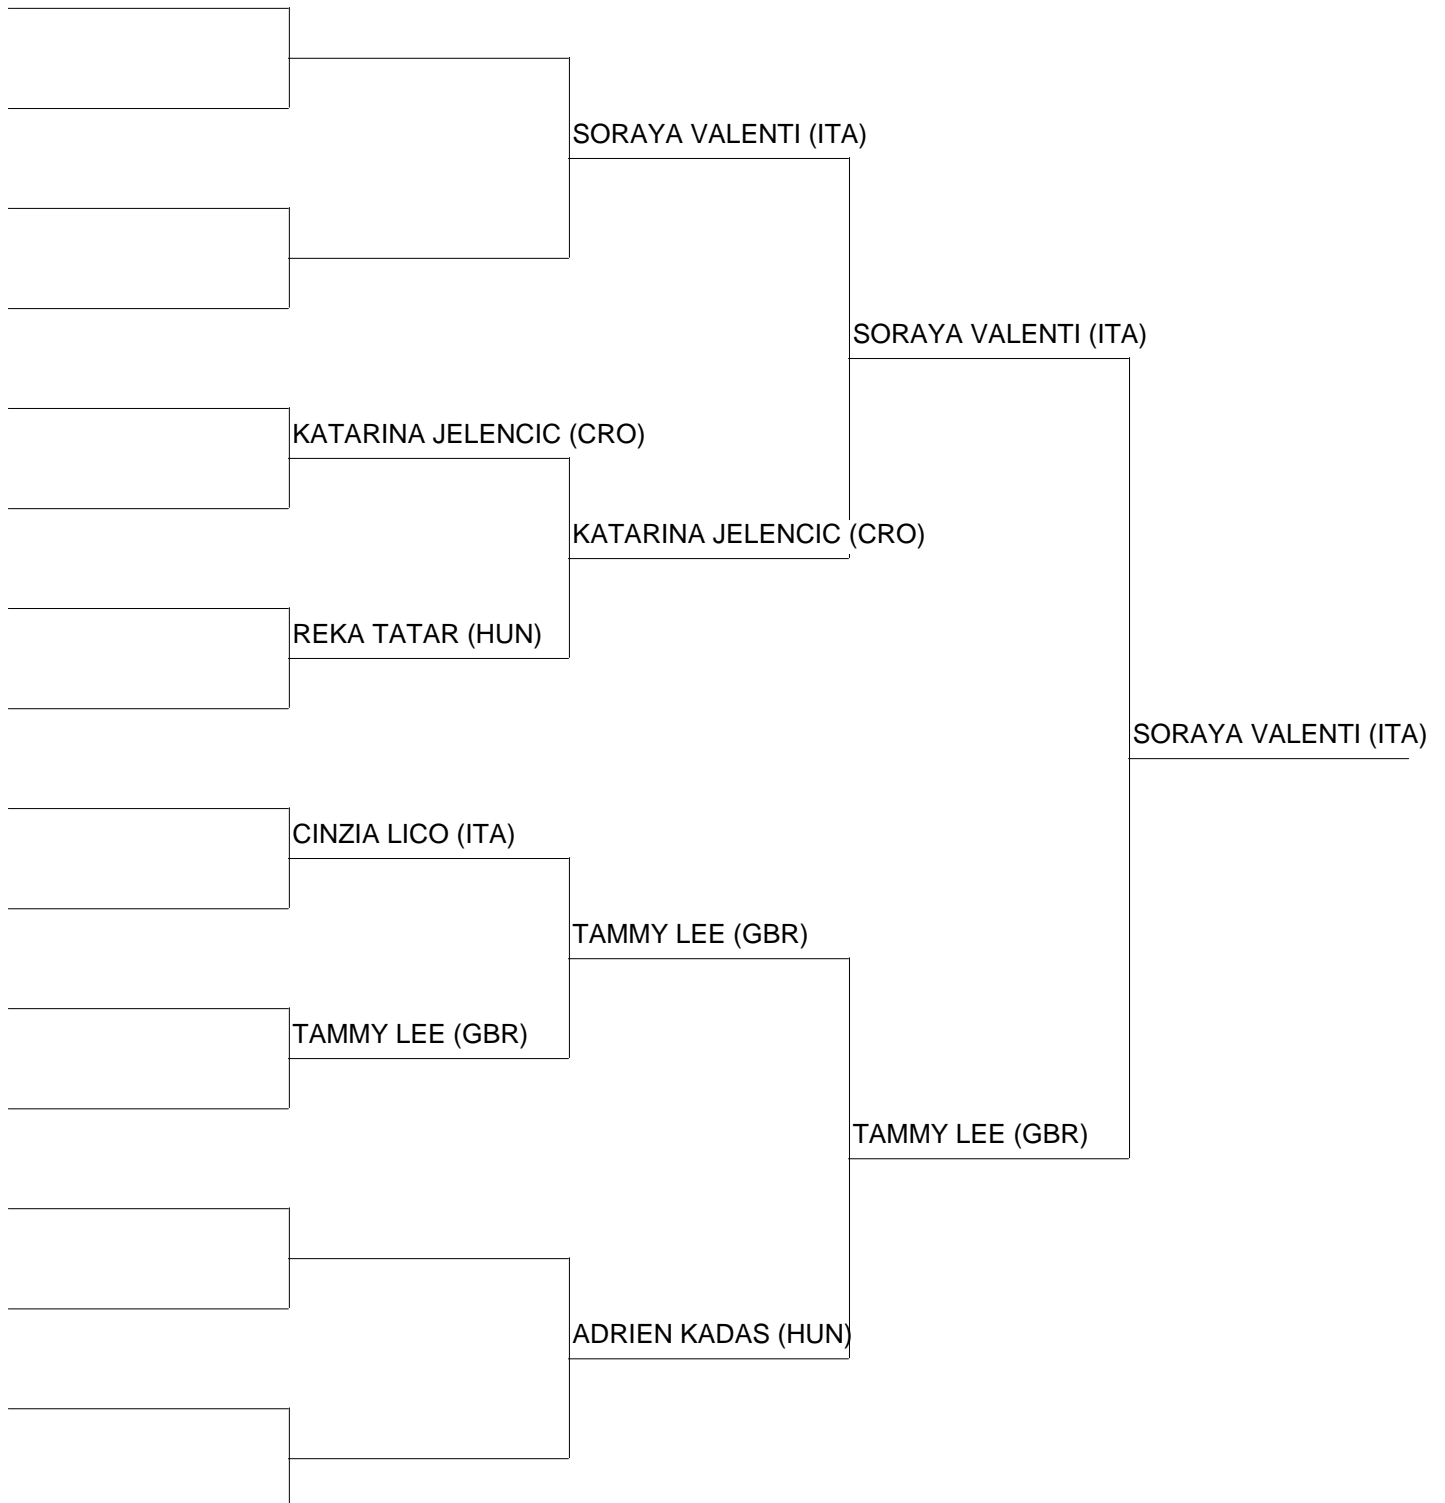 SORAYA VALENTI (ITA)
SORAYA VALENTI (ITA)
KATARINA JELENCIC (CRO)
KATARINA JELENCIC (CRO)
REKA TATAR (HUN)
SORAYA VALENTI (ITA)
CINZIA LICO (ITA)
TAMMY LEE (GBR)
TAMMY LEE (GBR)
TAMMY LEE (GBR)
ADRIEN KADAS (HUN)